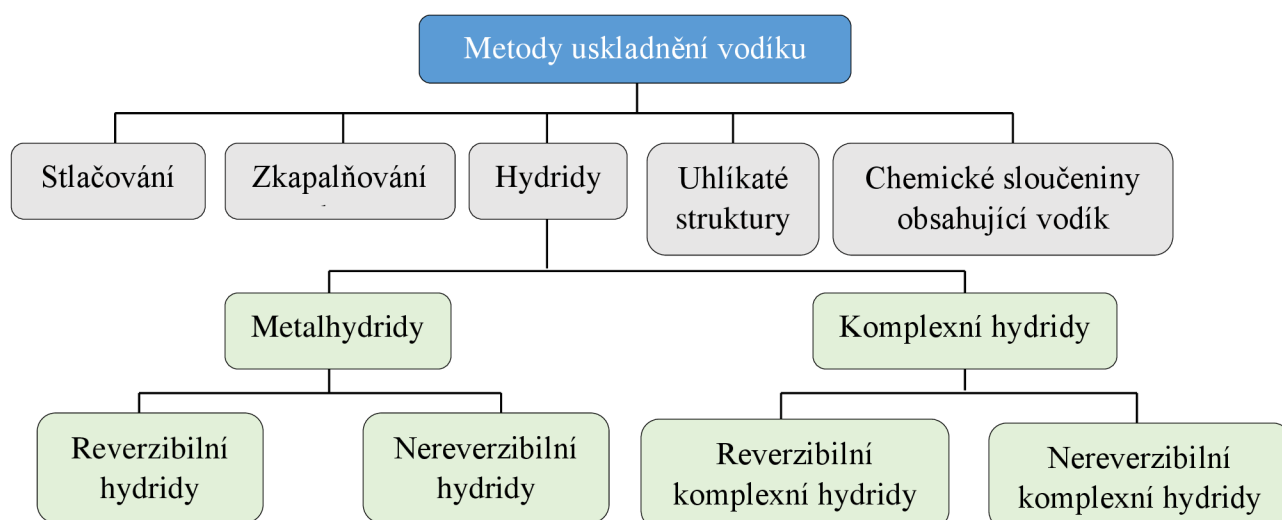 Metody uskladnění vodíku
Stlačování
Zkapalňování
Hydridy
Uhlíkaté
struktury
Chemické sloučeniny
obsahující vodík
Metalhydridy
Komplexní hydridy
Reverzibilní
hydridy
Nereverzibilní
hydridy
Reverzibilní
komplexní hydridy
Nereverzibilní
komplexní hydridy